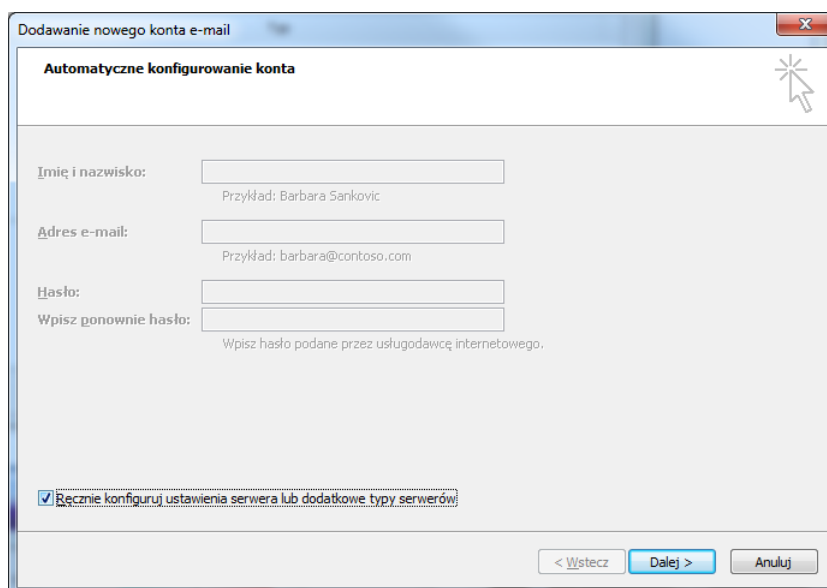 Dodawanie nowego konta e-mail
Automatyczne konfigurowanie konta
Imię i nazwisko:
Przykład: Barbara Sankovic
Adres e-mail:
Przykład: barbara@contoso.com
Hasło:
Wpisz ponownie hasło:
Wpisz hasło podane przez usługodawcę internetowego.
Ręcznie konfiguruj ustawienia serwera lub dodatkowe typy serwerów
< Wstecz Dalej > Anuluj